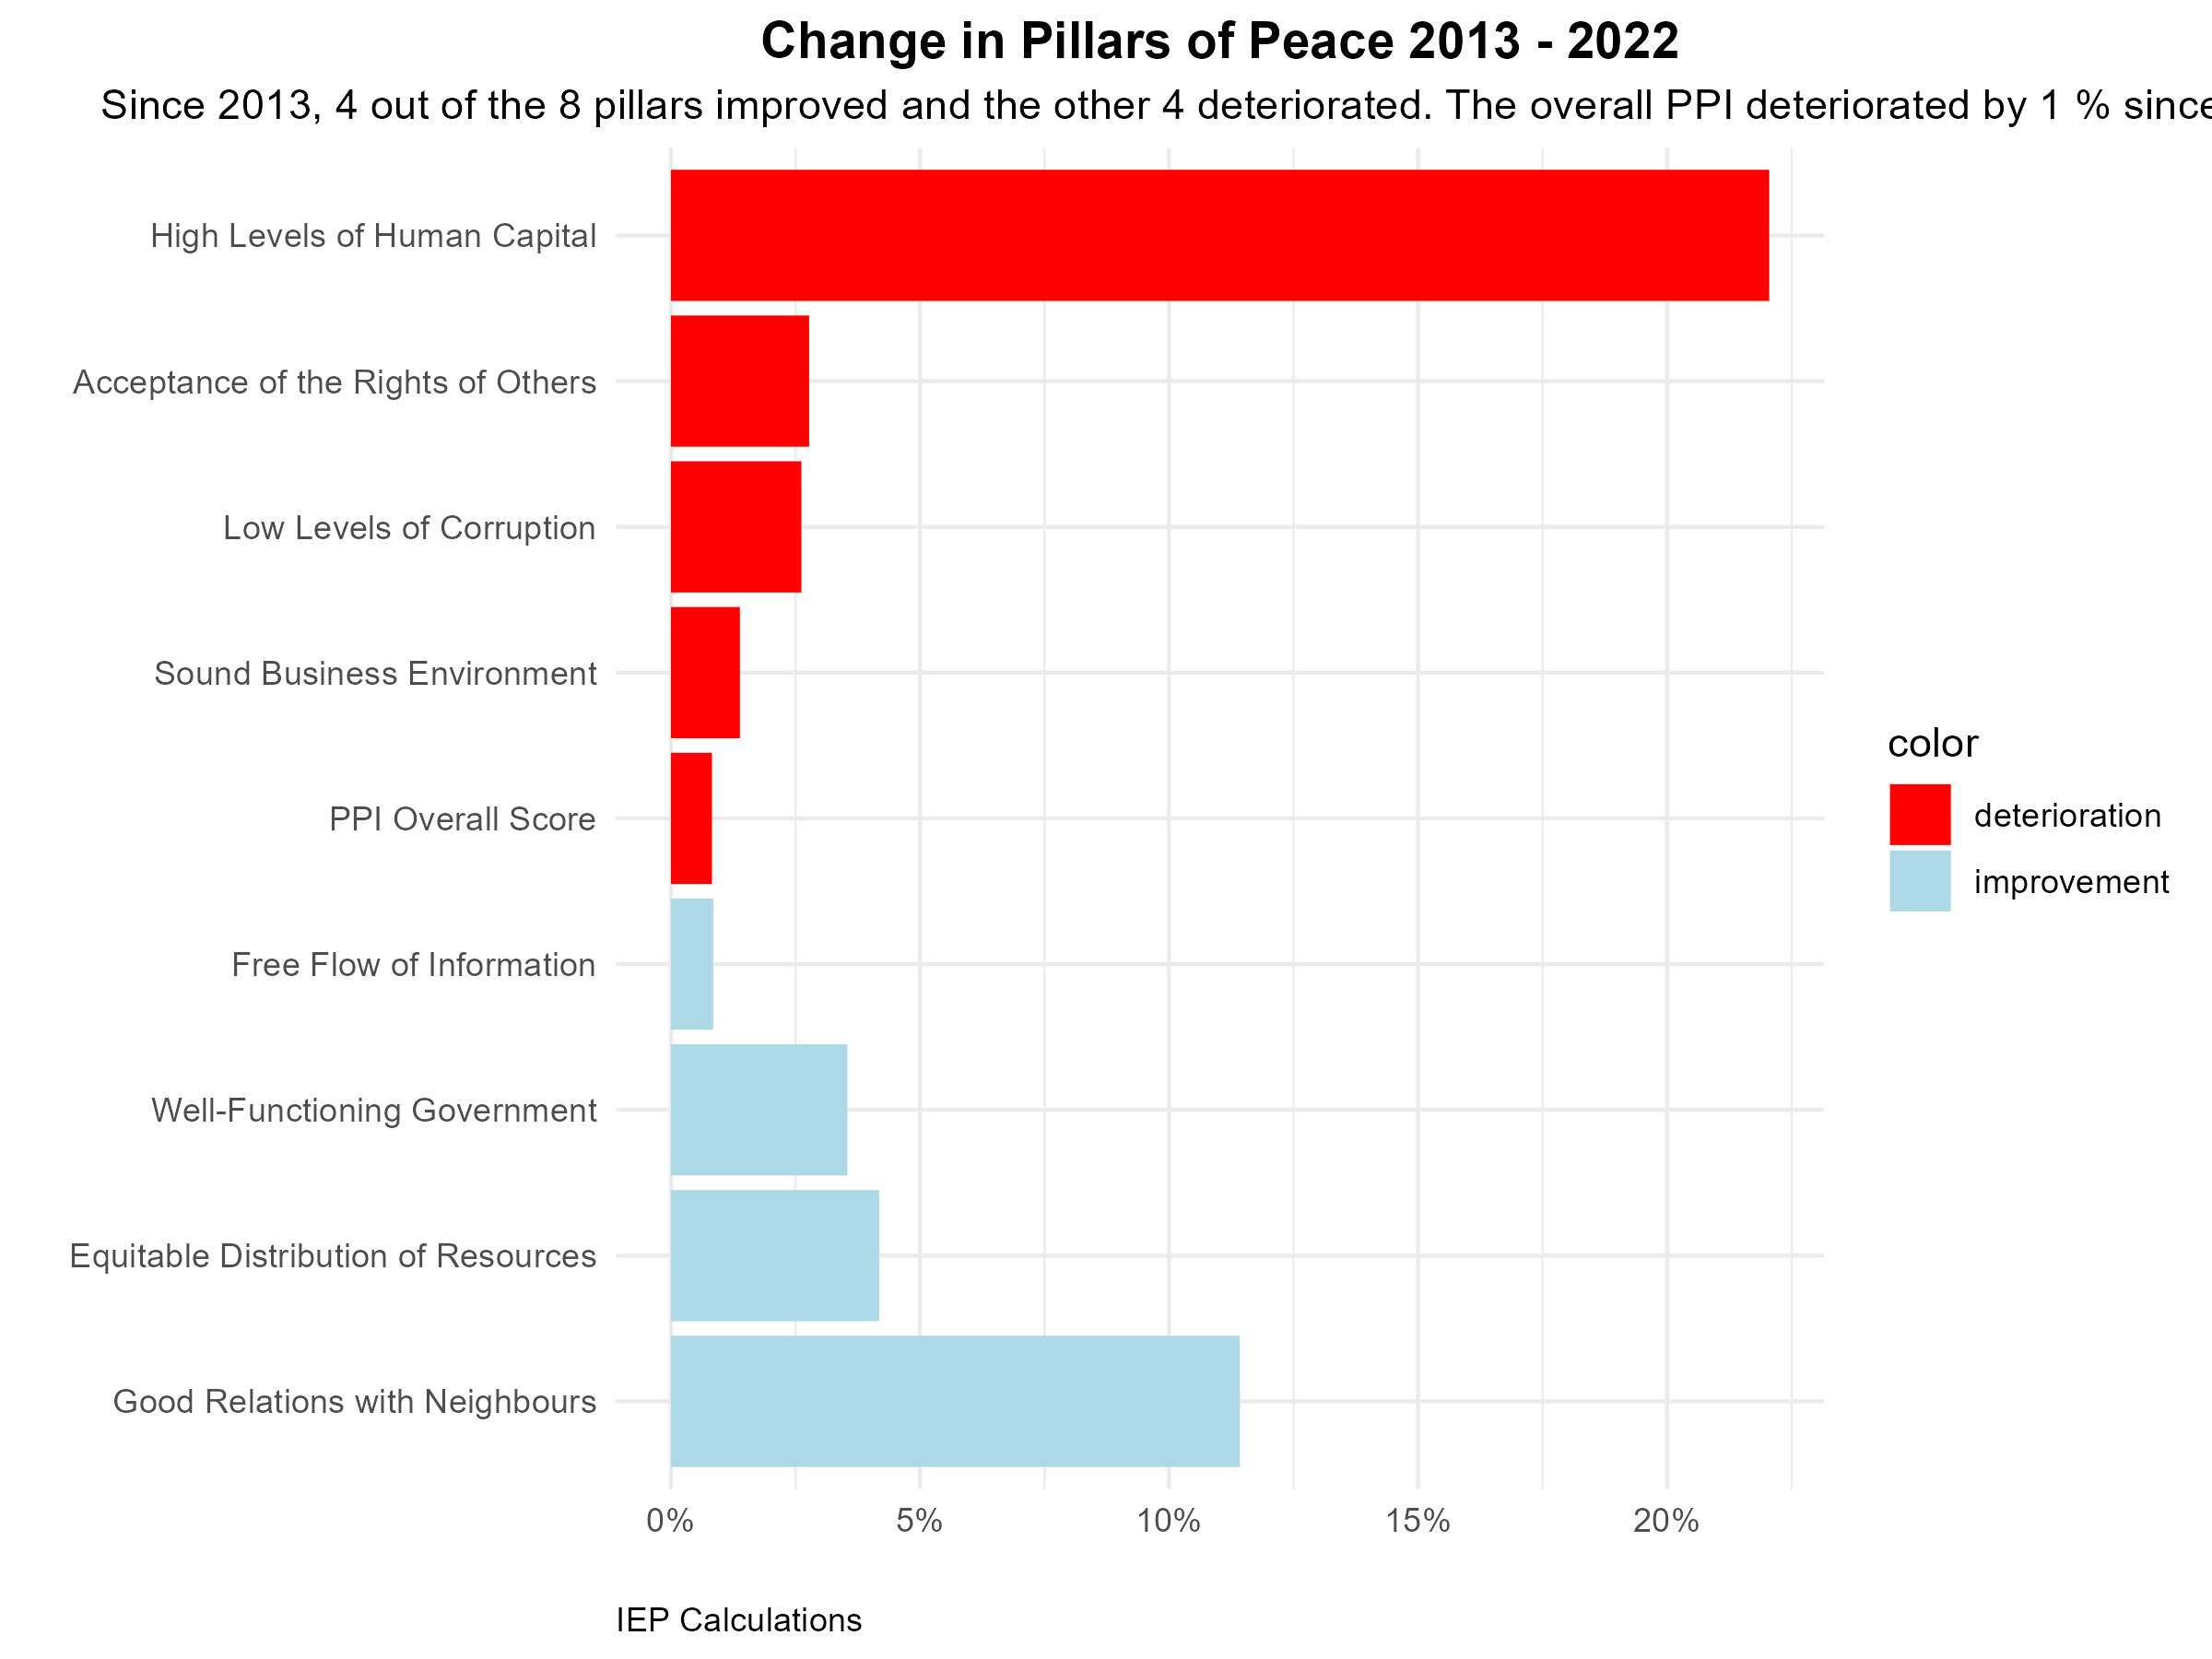 Change in Pillars of Peace 2013 - 2022
Since 2013, 4 out of the 8 pillars improved and the other 4 deteriorated. The overall PPI deteriorated by 1 % since
High Levels of Human Capital
Acceptance of the Rights of Others
Low Levels of Corruption
Sound Business Environment
PPI Overall Score
Free Flow of Information
Well-Functioning Government
Equitable Distribution of Resources
Good Relations with Neighbours
0% 5% 10% 15% 20%
color
deterioration
improvement
IEP Calculations